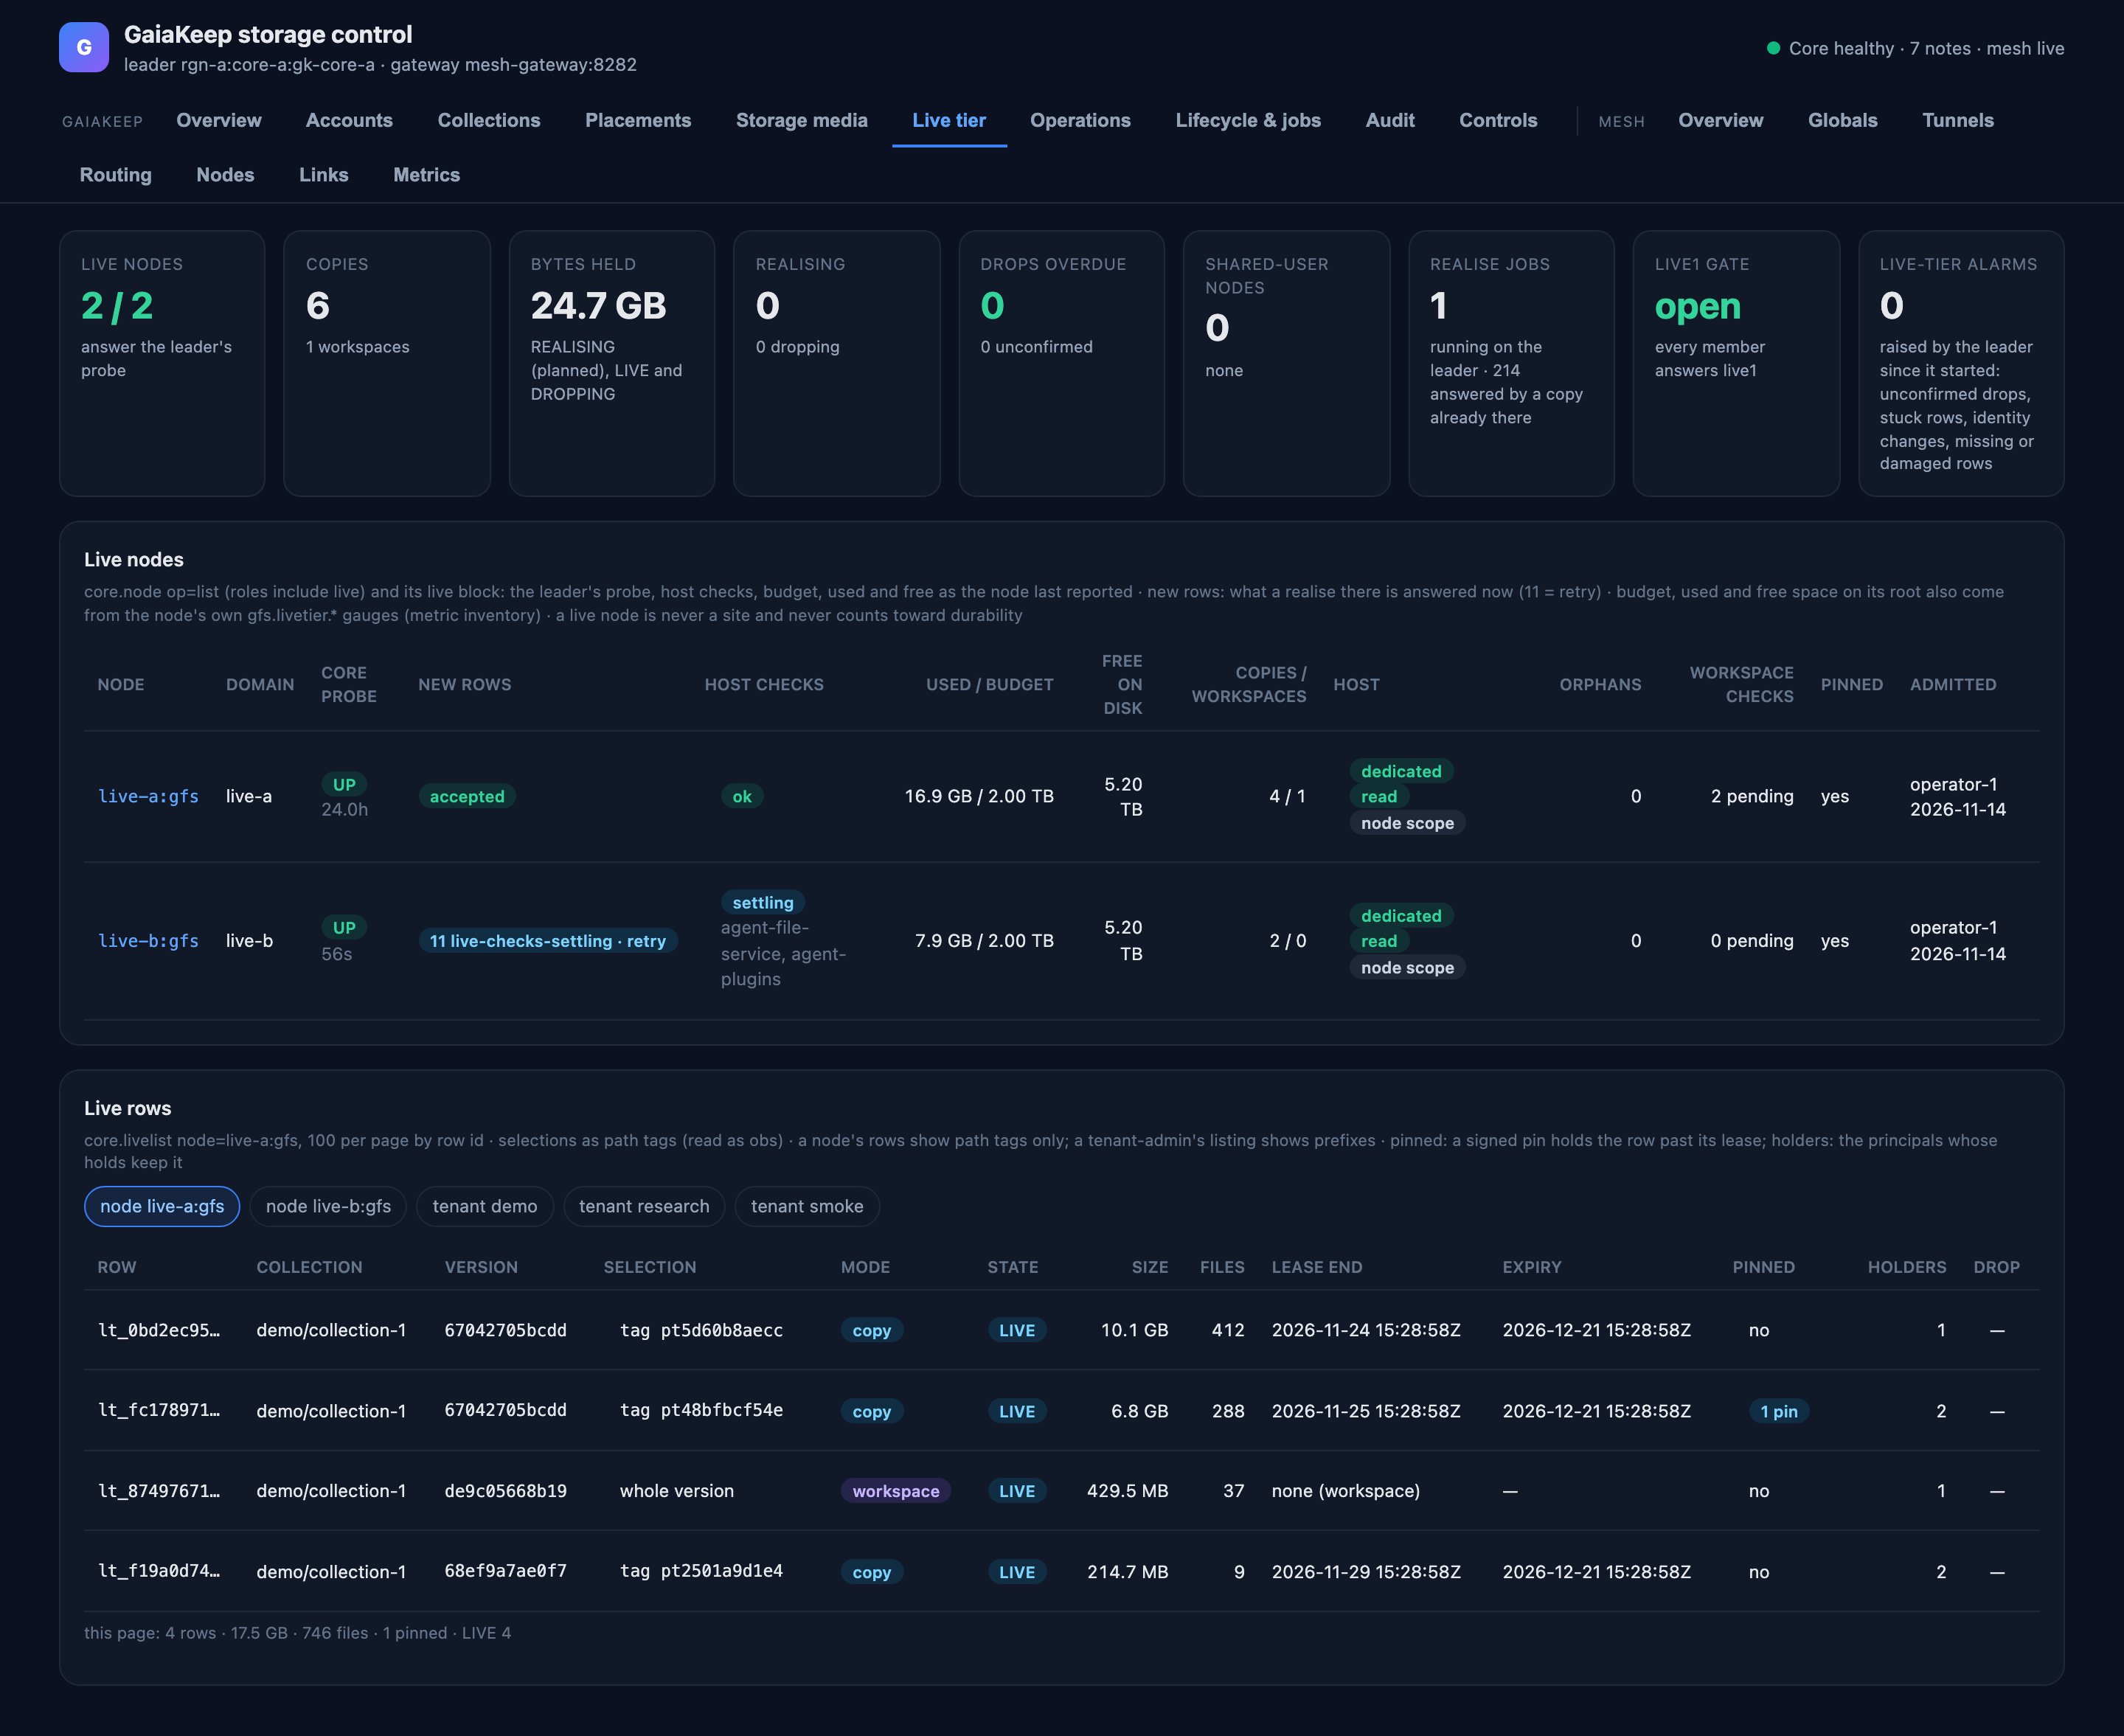 G
GaiaKeep storage control
leader rgn-a:core-a:gk-core-a · gateway mesh-gateway:8282
Core healthy · 7 notes · mesh live
GAIAKEEP Overview Accounts Collections Placements Storage media Live tier Operations Lifecycle & jobs Audit Controls MESH Overview Globals Tunnels
Routing Nodes Links Metrics
LIVE NODES
2 / 2
answer the leader's
probe
COPIES
6
1 workspaces
BYTES HELD
24.7 GB
REALISING
(planned), LIVE and
DROPPING
REALISING
0
0 dropping
DROPS OVERDUE
0
0 unconfirmed
SHARED-USER
NODES
0
none
REALISE JOBS
1
running on the
leader · 214
answered by a copy
already there
LIVE1 GATE
open
every member
answers live1
LIVE-TIER ALARMS
0
raised by the leader
since it started:
unconfirmed drops,
stuck rows, identity
changes, missing or
damaged rows
Live nodes
core.node op=list (roles include live) and its live block: the leader's probe, host checks, budget, used and free as the node last reported · new rows: what a realise there is answered now (11 = retry) · budget, used and free space on its root also come
from the node's own gfs.livetier.* gauges (metric inventory) · a live node is never a site and never counts toward durability
NODE DOMAIN CORE PROBE NEW ROWS HOST CHECKS USED / BUDGET FREE ON DISK COPIES / WORKSPACES HOST ORPHANS WORKSPACE CHECKS PINNED ADMITTED
live-a:gfs live-a UP 24.0h accepted ok 16.9 GB / 2.00 TB 5.20 TB 4 / 1 dedicated read node scope 0 2 pending yes operator-1 2026-11-14
live-b:gfs live-b UP 56s 11 live-checks-settling · retry settling agent-file-service, agent-plugins 7.9 GB / 2.00 TB 5.20 TB 2 / 0 dedicated read node scope 0 0 pending yes operator-1 2026-11-14
Live rows
core.livelist node=live-a:gfs, 100 per page by row id · selections as path tags (read as obs) · a node's rows show path tags only; a tenant-admin's listing shows prefixes · pinned: a signed pin holds the row past its lease; holders: the principals whose
holds keep it
node live-a:gfs node live-b:gfs tenant demo tenant research tenant smoke
ROW COLLECTION VERSION SELECTION MODE STATE SIZE FILES LEASE END EXPIRY PINNED HOLDERS DROP
lt_0bd2ec95… demo/collection-1 67042705bcdd tag pt5d60b8aecc copy LIVE 10.1 GB 412 2026-11-24 15:28:58Z 2026-12-21 15:28:58Z no 1 —
lt_fc178971… demo/collection-1 67042705bcdd tag pt48bfbcf54e copy LIVE 6.8 GB 288 2026-11-25 15:28:58Z 2026-12-21 15:28:58Z 1 pin 2 —
lt_87497671… demo/collection-1 de9c05668b19 whole version workspace LIVE 429.5 MB 37 none (workspace) — no 1 —
lt_f19a0d74… demo/collection-1 68ef9a7ae0f7 tag pt2501a9d1e4 copy LIVE 214.7 MB 9 2026-11-29 15:28:58Z 2026-12-21 15:28:58Z no 2 —
this page: 4 rows · 17.5 GB · 746 files · 1 pinned · LIVE 4